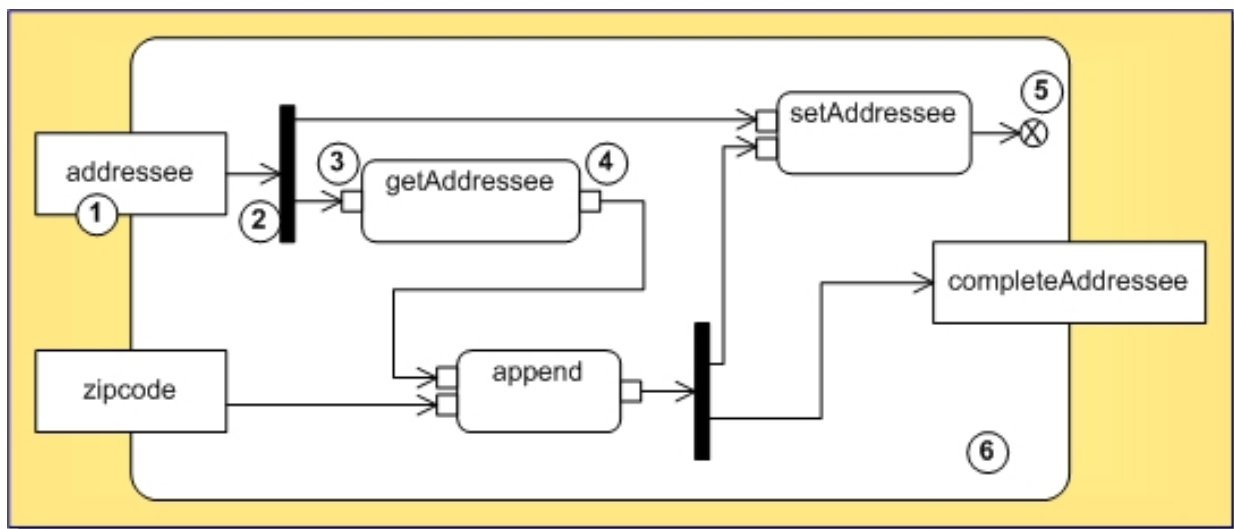 5
setAddressee
3
4
addressee
getAddressee
1
2
completeAddressee
append
zipcode
6